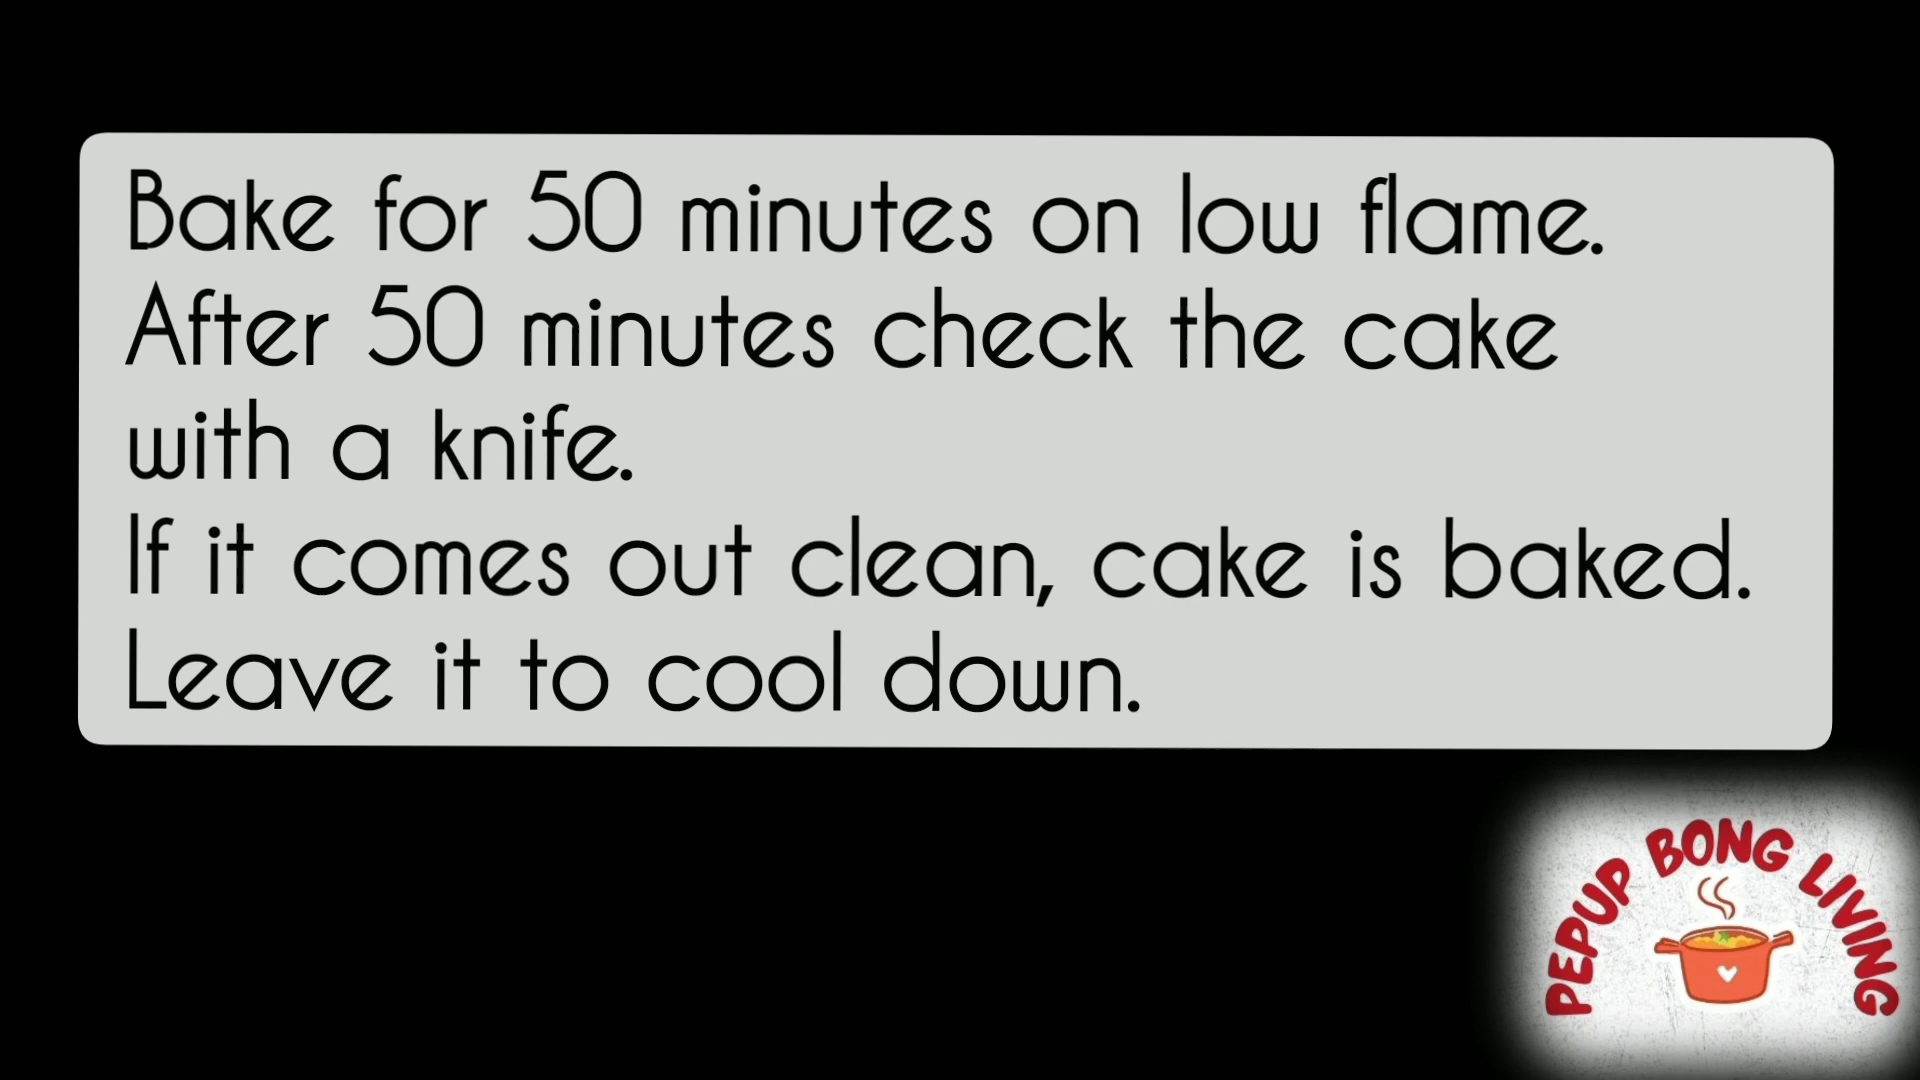 Bake for 50 minutes on low flame.
After 50 minutes check the cake
with a knife.
If it comes out clean, cake is baked.
Leave it to cool down.
PEPUP BONG LIVING